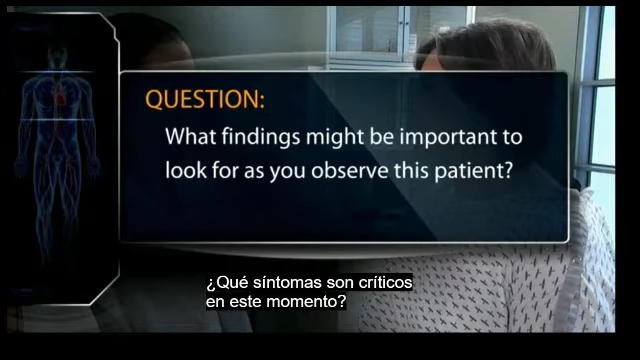 QUESTION:
What findings might be important to
look for as you observe this patient?
¿Qué síntomas son críticos
en este momento?